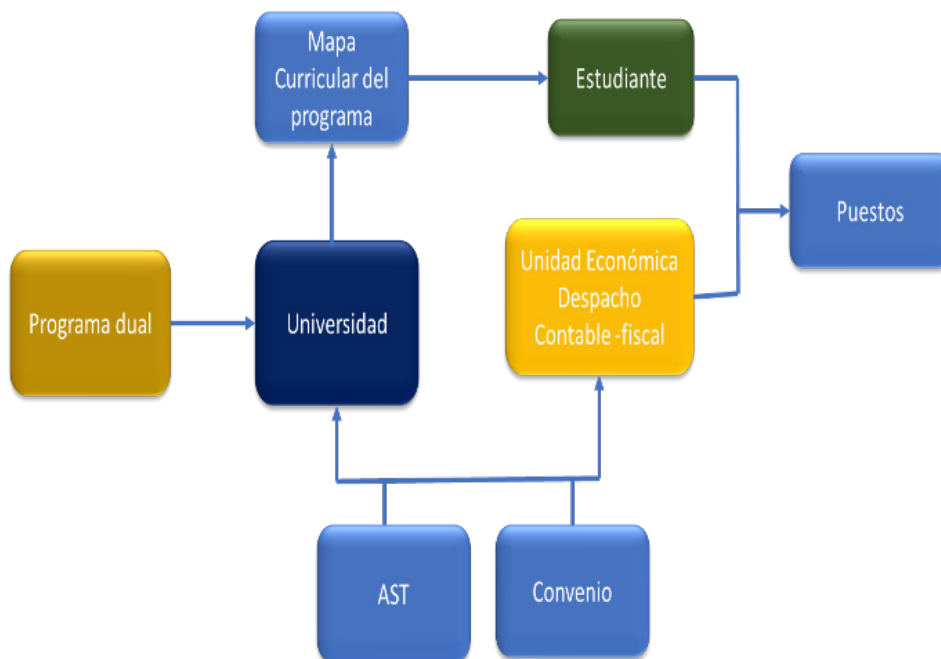 Mapa
Curricular del
programa
Estudiante
Puestos
Unidad Económica
Despacho
Contable -fiscal
Programa dual
Universidad
AST
Convenio